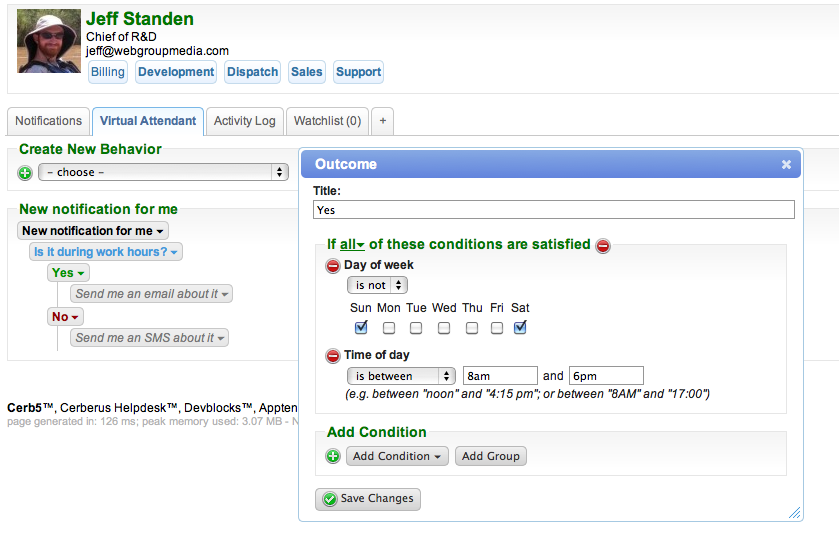 Jeff Standen
Chief of R&D
jeff@webgroupmedia.com
Billing Development Dispatch Sales Support
Notifications Virtual Attendant Activity Log Watchlist (0) +
Create New Behavior
– choose –
New notification for me
New notification for me
Is it during work hours?
Yes
Send me an email about it
No
Send me an SMS about it
Cerb5™, Cerberus Helpdesk™, Devblocks™, Appten
page generated in: 126 ms; peak memory used: 3.07 MB - N
Outcome
Title:
Yes
If all of these conditions are satisfied
Day of week
is not
Sun Mon Tue Wed Thu Fri Sat
Time of day
is between 8am and 6pm
(e.g. between "noon" and "4:15 pm"; or between "8AM" and "17:00")
Add Condition
Add Condition Add Group
Save Changes